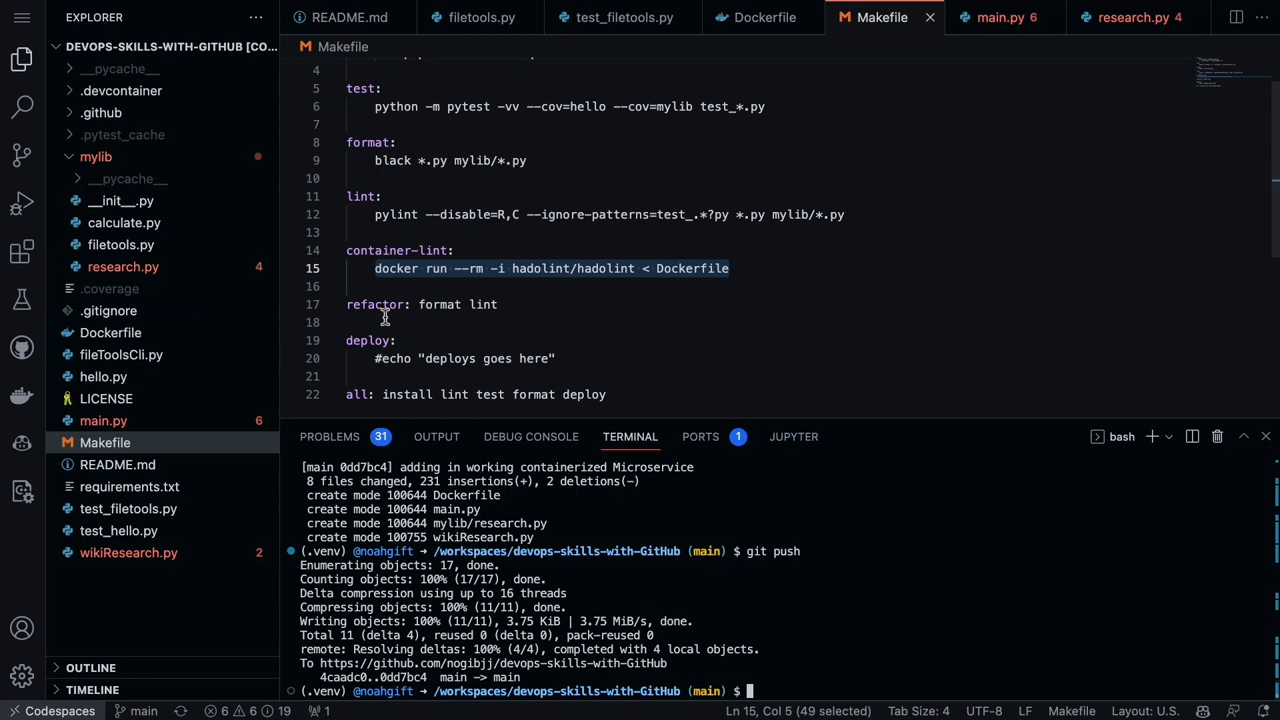 EXPLORER
DEVOPS-SKILLS-WITH-GITHUB [CO...
__pycache__
.devcontainer
.github
.pytest_cache
mylib
__pycache__
__init__.py
calculate.py
filetools.py
research.py 4
.coverage
.gitignore
Dockerfile
fileToolsCli.py
hello.py
LICENSE
main.py 6
Makefile
README.md
requirements.txt
test_filetools.py
test_hello.py
wikiResearch.py 2
OUTLINE
TIMELINE
README.md filetools.py test_filetools.py Dockerfile Makefile main.py 6 research.py 4
Makefile
4
5 test:
6 python -m pytest -vv --cov=hello --cov=mylib test_*.py
7
8 format:
9 black *.py mylib/*.py
10
11 lint:
12 pylint --disable=R,C --ignore-patterns=test_.*?py *.py mylib/*.py
13
14 container-lint:
15 docker run --rm -i hadolint/hadolint < Dockerfile
16
17 refactor: format lint
18
19 deploy:
20 #echo "deploys goes here"
21
22 all: install lint test format deploy
PROBLEMS 31 OUTPUT DEBUG CONSOLE TERMINAL PORTS 1 JUPYTER bash
[main 0dd7bc4] adding in working containerized Microservice
8 files changed, 231 insertions(+), 2 deletions(-)
create mode 100644 Dockerfile
create mode 100644 main.py
create mode 100644 mylib/research.py
create mode 100755 wikiResearch.py
(.venv) @noahgift → /workspaces/devops-skills-with-GitHub (main) $ git push
Enumerating objects: 17, done.
Counting objects: 100% (17/17), done.
Delta compression using up to 16 threads
Compressing objects: 100% (11/11), done.
Writing objects: 100% (11/11), 3.75 KiB | 3.75 MiB/s, done.
Total 11 (delta 4), reused 0 (delta 0), pack-reused 0
remote: Resolving deltas: 100% (4/4), completed with 4 local objects.
To https://github.com/nogibjj/devops-skills-with-GitHub
4caadc0..0dd7bc4 main -> main
(.venv) @noahgift → /workspaces/devops-skills-with-GitHub (main) $
Codespaces main 6 6 19 1 Ln 15, Col 5 (49 selected) Tab Size: 4 UTF-8 LF Makefile Layout: U.S.